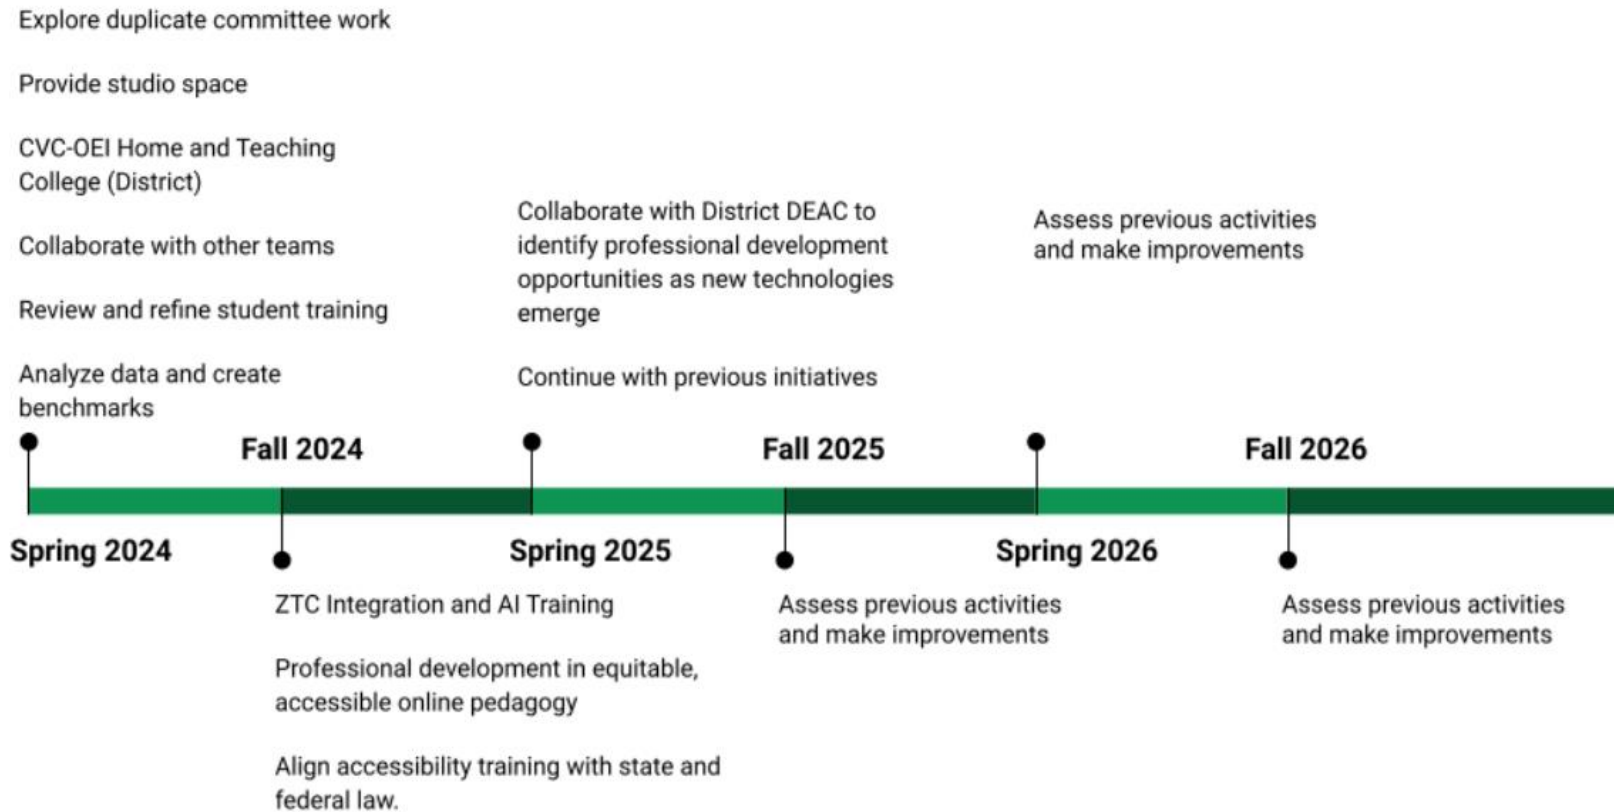 Explore duplicate committee work
Provide studio space
CVC-OEI Home and Teaching
College (District)
Collaborate with other teams
Review and refine student training
Analyze data and create
benchmarks
Collaborate with District DEAC to
identify professional development
opportunities as new technologies
emerge
Continue with previous initiatives
Assess previous activities
and make improvements
Fall 2024
Fall 2025
Fall 2026
Spring 2024
Spring 2025
Spring 2026
ZTC Integration and AI Training
Professional development in equitable,
accessible online pedagogy
Align accessibility training with state and
federal law.
Assess previous activities
and make improvements
Assess previous activities
and make improvements